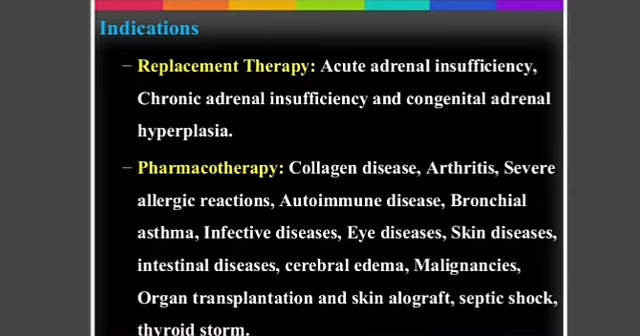 Indications
– Replacement Therapy: Acute adrenal insufficiency,
Chronic adrenal insufficiency and congenital adrenal
hyperplasia.
– Pharmacotherapy: Collagen disease, Arthritis, Severe
allergic reactions, Autoimmune disease, Bronchial
asthma, Infective diseases, Eye diseases, Skin diseases,
intestinal diseases, cerebral edema, Malignancies,
Organ transplantation and skin alograft, septic shock,
thyroid storm.